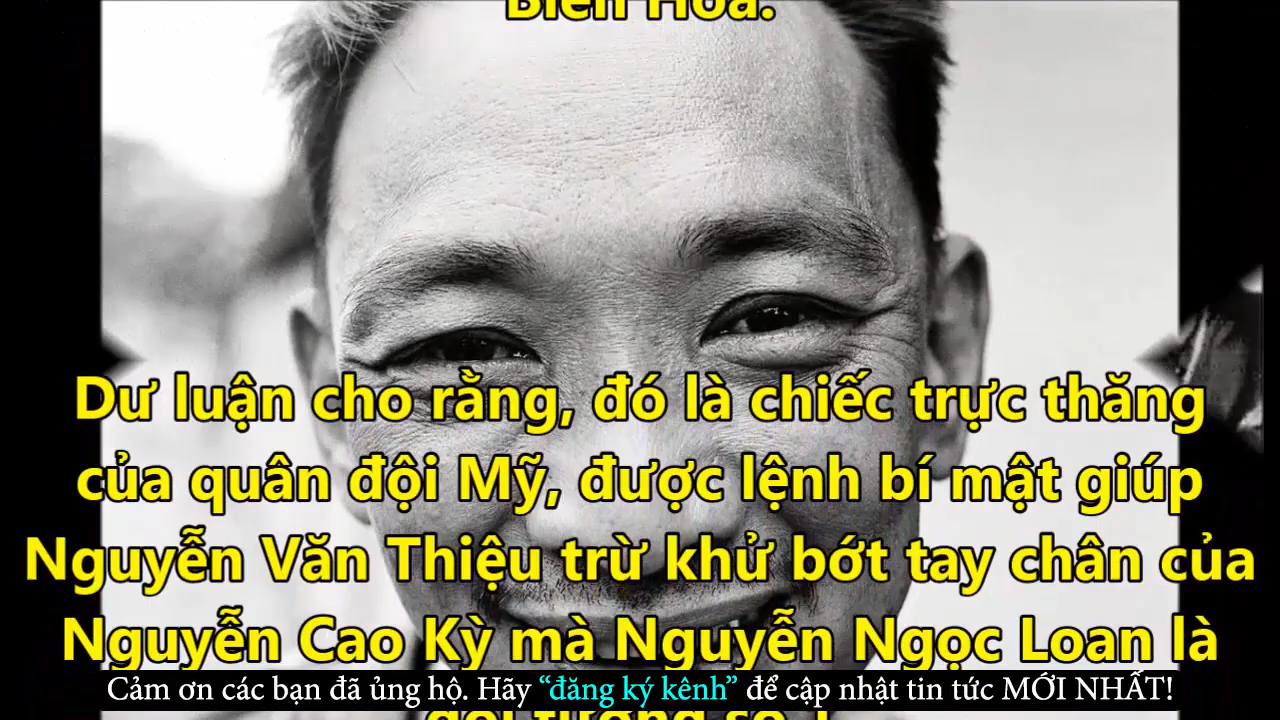 Biên Hòa.
Dư luận cho rằng, đó là chiếc trực thăng
của quân đội Mỹ, được lệnh bí mật giúp
Nguyễn Văn Thiệu trừ khử bớt tay chân của
Nguyễn Cao Kỳ mà Nguyễn Ngọc Loan là
Cảm ơn các bạn đã ủng hộ. Hãy “đăng ký kênh” để cập nhật tin tức MỚI NHẤT!